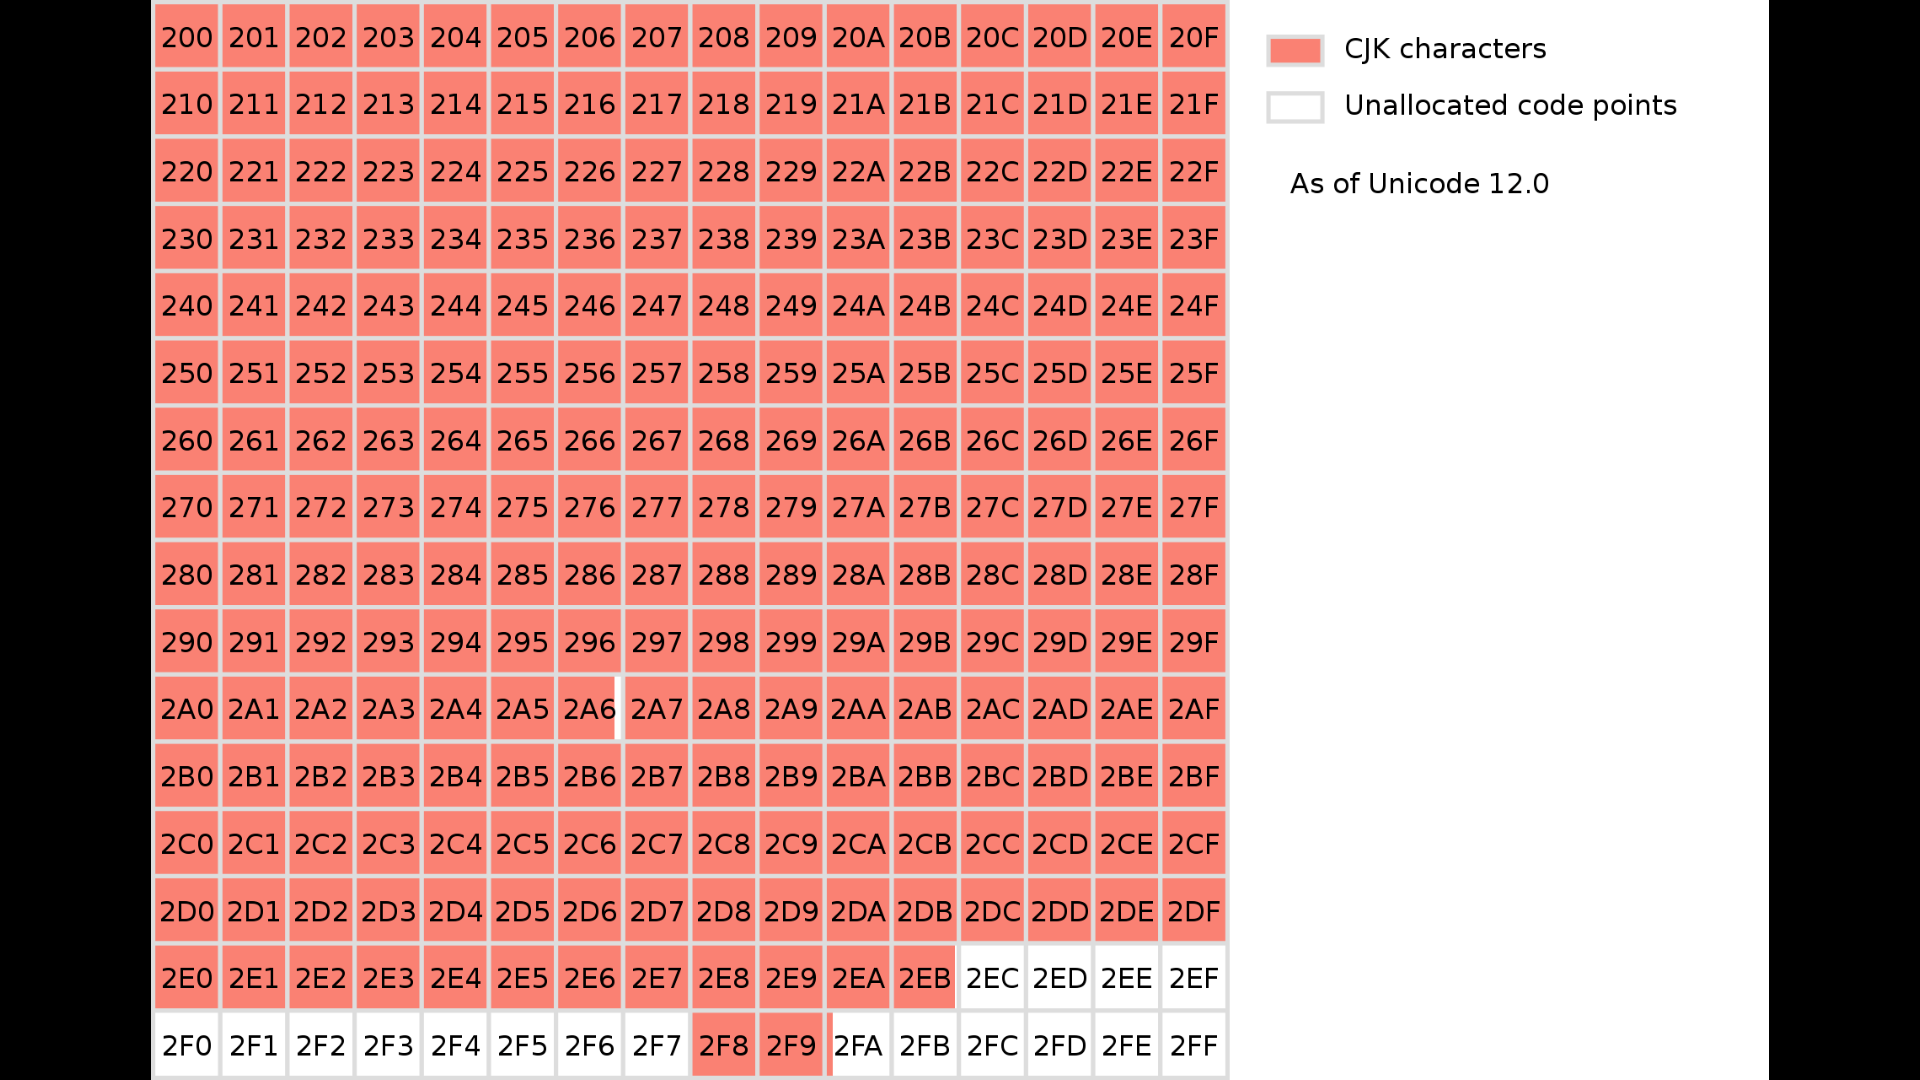 200 201 202 203 204 205 206 207 208 209 20A 20B 20C 20D 20E 20F
210 211 212 213 214 215 216 217 218 219 21A 21B 21C 21D 21E 21F
220 221 222 223 224 225 226 227 228 229 22A 22B 22C 22D 22E 22F
230 231 232 233 234 235 236 237 238 239 23A 23B 23C 23D 23E 23F
240 241 242 243 244 245 246 247 248 249 24A 24B 24C 24D 24E 24F
250 251 252 253 254 255 256 257 258 259 25A 25B 25C 25D 25E 25F
260 261 262 263 264 265 266 267 268 269 26A 26B 26C 26D 26E 26F
270 271 272 273 274 275 276 277 278 279 27A 27B 27C 27D 27E 27F
280 281 282 283 284 285 286 287 288 289 28A 28B 28C 28D 28E 28F
290 291 292 293 294 295 296 297 298 299 29A 29B 29C 29D 29E 29F
2A0 2A1 2A2 2A3 2A4 2A5 2A6 2A7 2A8 2A9 2AA 2AB 2AC 2AD 2AE 2AF
2B0 2B1 2B2 2B3 2B4 2B5 2B6 2B7 2B8 2B9 2BA 2BB 2BC 2BD 2BE 2BF
2C0 2C1 2C2 2C3 2C4 2C5 2C6 2C7 2C8 2C9 2CA 2CB 2CC 2CD 2CE 2CF
2D0 2D1 2D2 2D3 2D4 2D5 2D6 2D7 2D8 2D9 2DA 2DB 2DC 2DD 2DE 2DF
2E0 2E1 2E2 2E3 2E4 2E5 2E6 2E7 2E8 2E9 2EA 2EB 2EC 2ED 2EE 2EF
2F0 2F1 2F2 2F3 2F4 2F5 2F6 2F7 2F8 2F9 2FA 2FB 2FC 2FD 2FE 2FF
CJK characters
Unallocated code points
As of Unicode 12.0